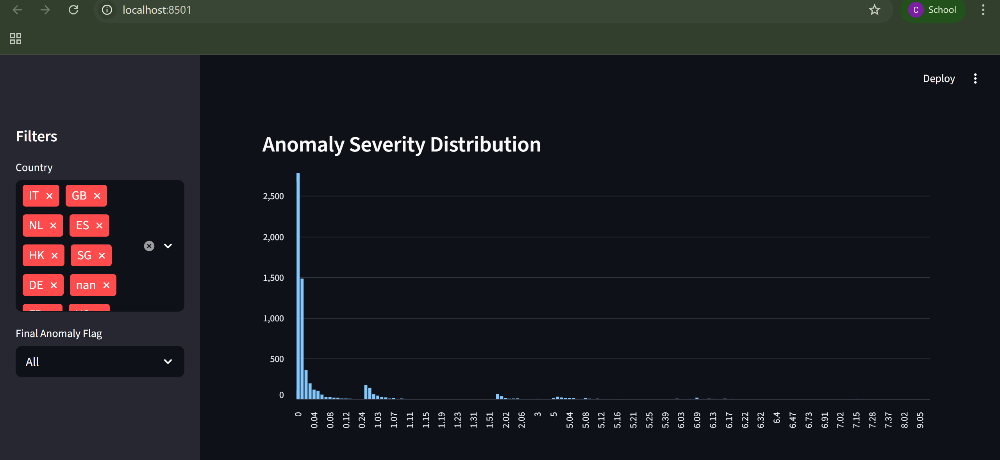 localhost:8501
C School
Deploy
Filters
Country
IT GB
NL ES
HK SG
DE nan
Final Anomaly Flag
All
Anomaly Severity Distribution
2,500
2,000
1,500
1,000
500
0
0 0.04 0.08 0.12 0.24 1.03 1.07 1.11 1.15 1.19 1.23 1.31 1.51 2.02 2.06 3 5 5.04 5.08 5.12 5.16 5.21 5.25 5.39 6.03 6.09 6.13 6.17 6.22 6.32 6.4 6.47 6.73 6.91 7.02 7.15 7.28 7.37 8.02 9.05